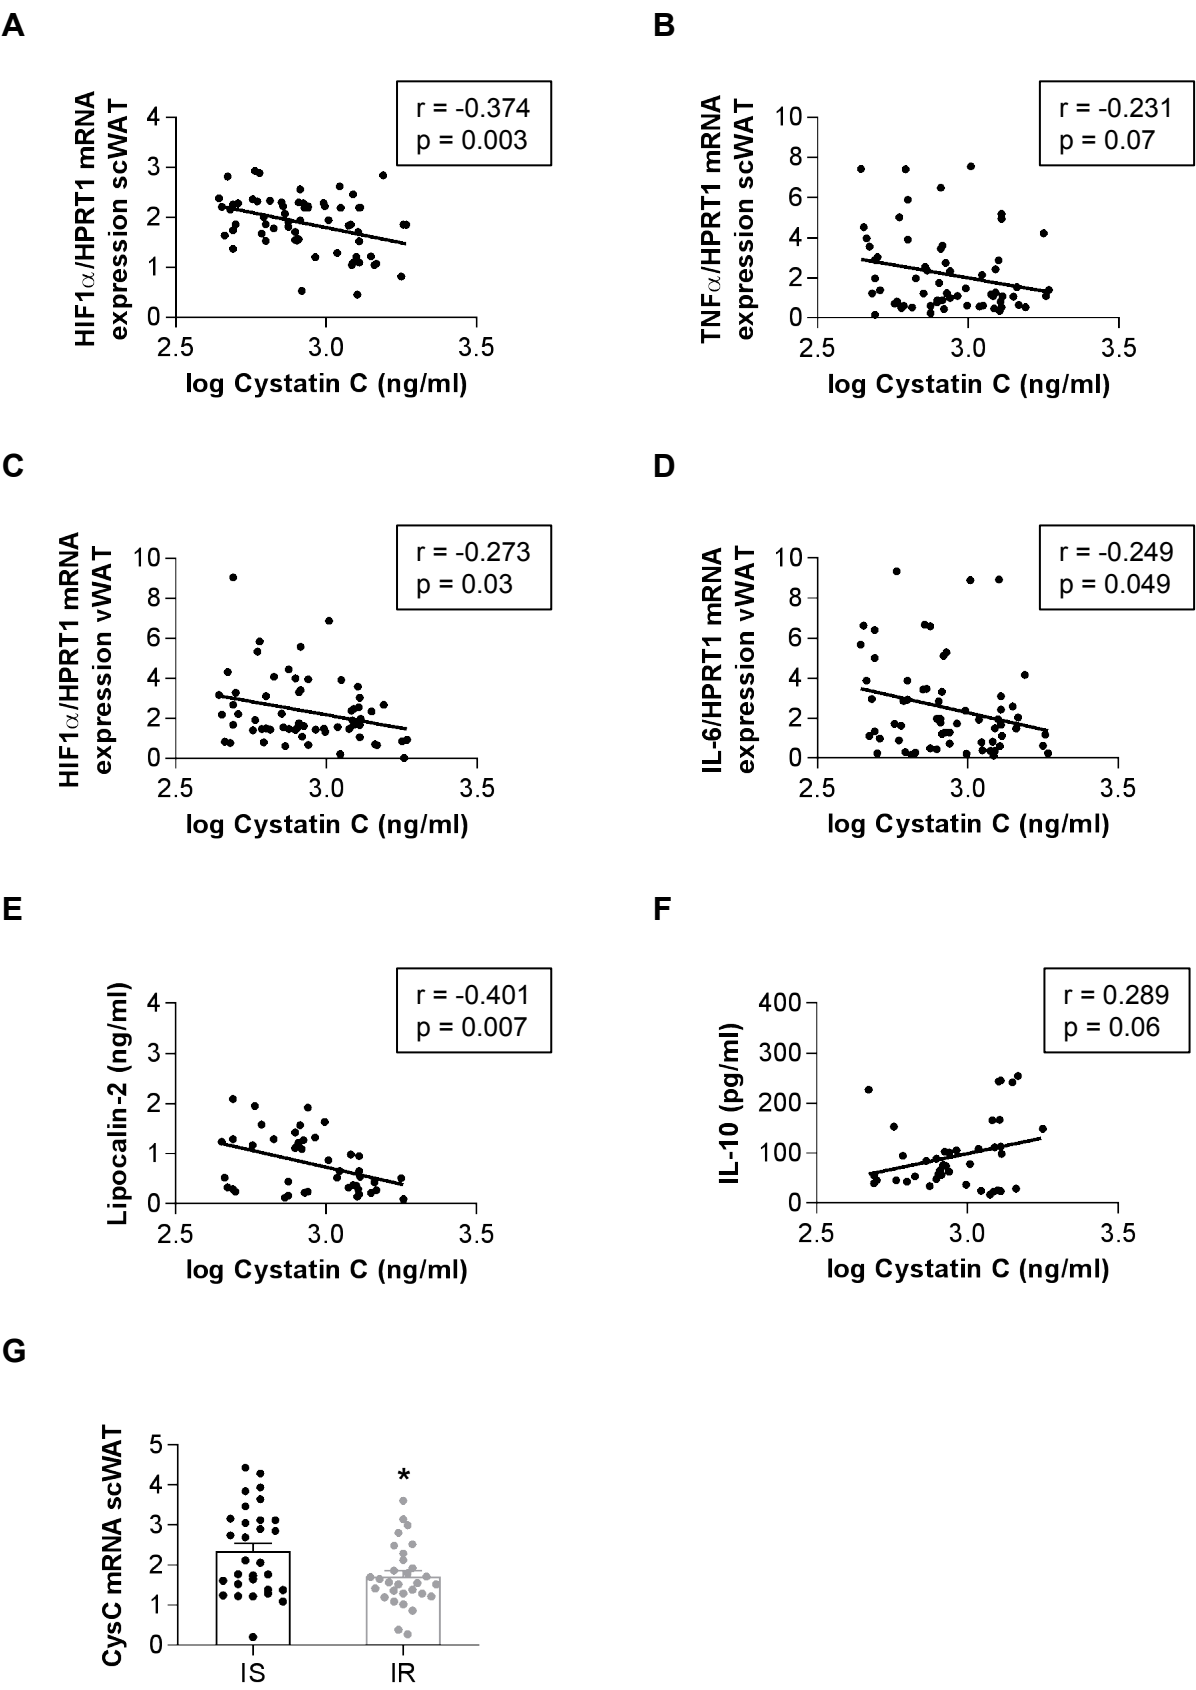 A
HIF1α/HPRT1 mRNA
expression scWAT
4
3
2
1
0
2.5
3.0
3.5
log Cystatin C (ng/ml)
r = -0.374
p = 0.003
B
TNFα/HPRT1 mRNA
expression scWAT
10
8
6
4
2
0
2.5
3.0
3.5
log Cystatin C (ng/ml)
r = -0.231
p = 0.07
C
HIF1α/HPRT1 mRNA
expression vWAT
10
8
6
4
2
0
2.5
3.0
3.5
log Cystatin C (ng/ml)
r = -0.273
p = 0.03
D
IL-6/HPRT1 mRNA
expression vWAT
10
8
6
4
2
0
2.5
3.0
3.5
log Cystatin C (ng/ml)
r = -0.249
p = 0.049
E
Lipocalin-2 (ng/ml)
4
3
2
1
0
2.5
3.0
3.5
log Cystatin C (ng/ml)
r = -0.401
p = 0.007
F
IL-10 (pg/ml)
400
300
200
100
0
2.5
3.0
3.5
log Cystatin C (ng/ml)
r = 0.289
p = 0.06
G
CysC mRNA scWAT
5
4
3
2
1
0
*
IS
IR